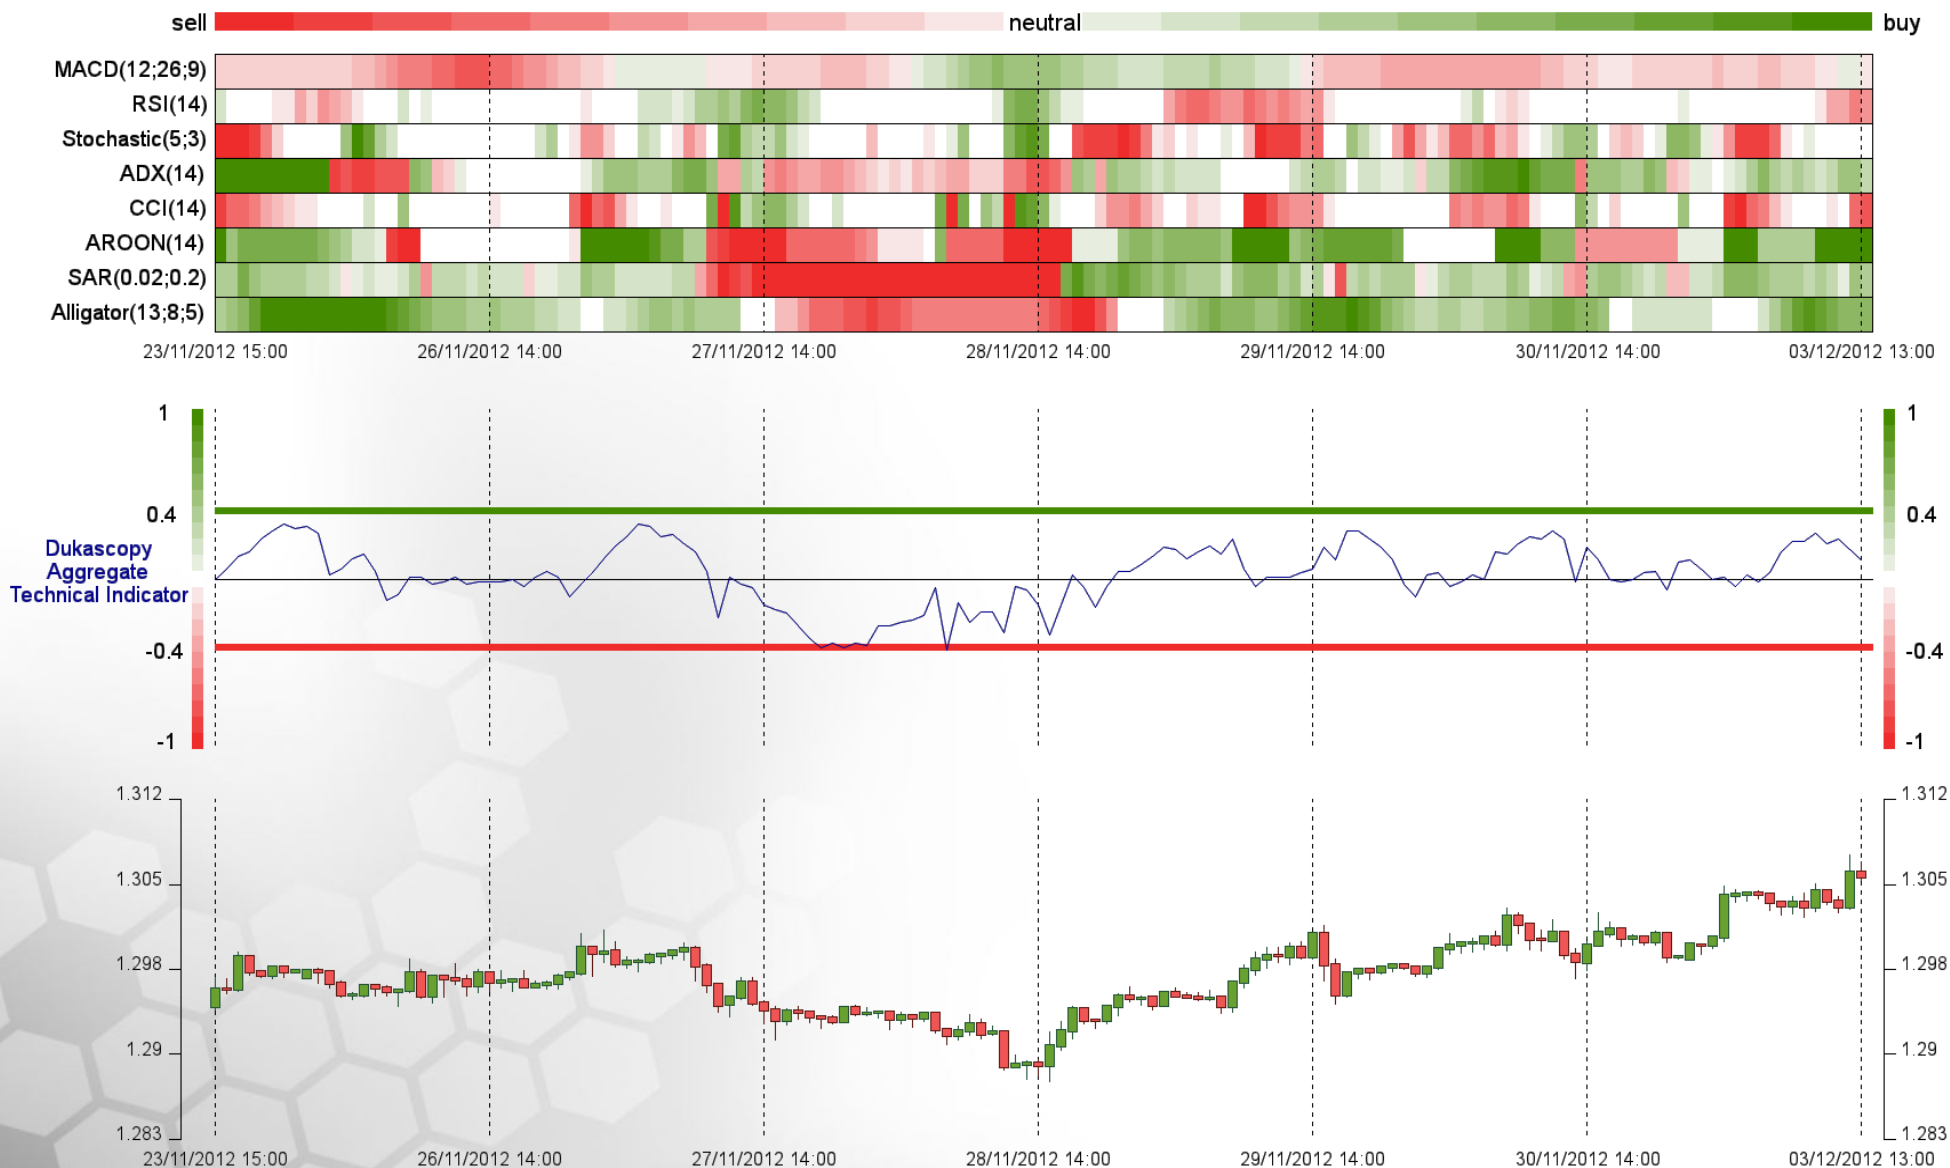 sell neutral buy
MACD(12;26;9)
RSI(14)
Stochastic(5;3)
ADX(14)
CCI(14)
AROON(14)
SAR(0.02;0.2)
Alligator(13;8;5)
23/11/2012 15:00 26/11/2012 14:00 27/11/2012 14:00 28/11/2012 14:00 29/11/2012 14:00 30/11/2012 14:00 03/12/2012 13:00
1 1
0.4 0.4
Dukascopy
Aggregate
Technical Indicator
-0.4 -0.4
-1 -1
1.312 1.312
1.305 1.305
1.298 1.298
1.29 1.29
1.283 1.283
23/11/2012 15:00 26/11/2012 14:00 27/11/2012 14:00 28/11/2012 14:00 29/11/2012 14:00 30/11/2012 14:00 03/12/2012 13:00